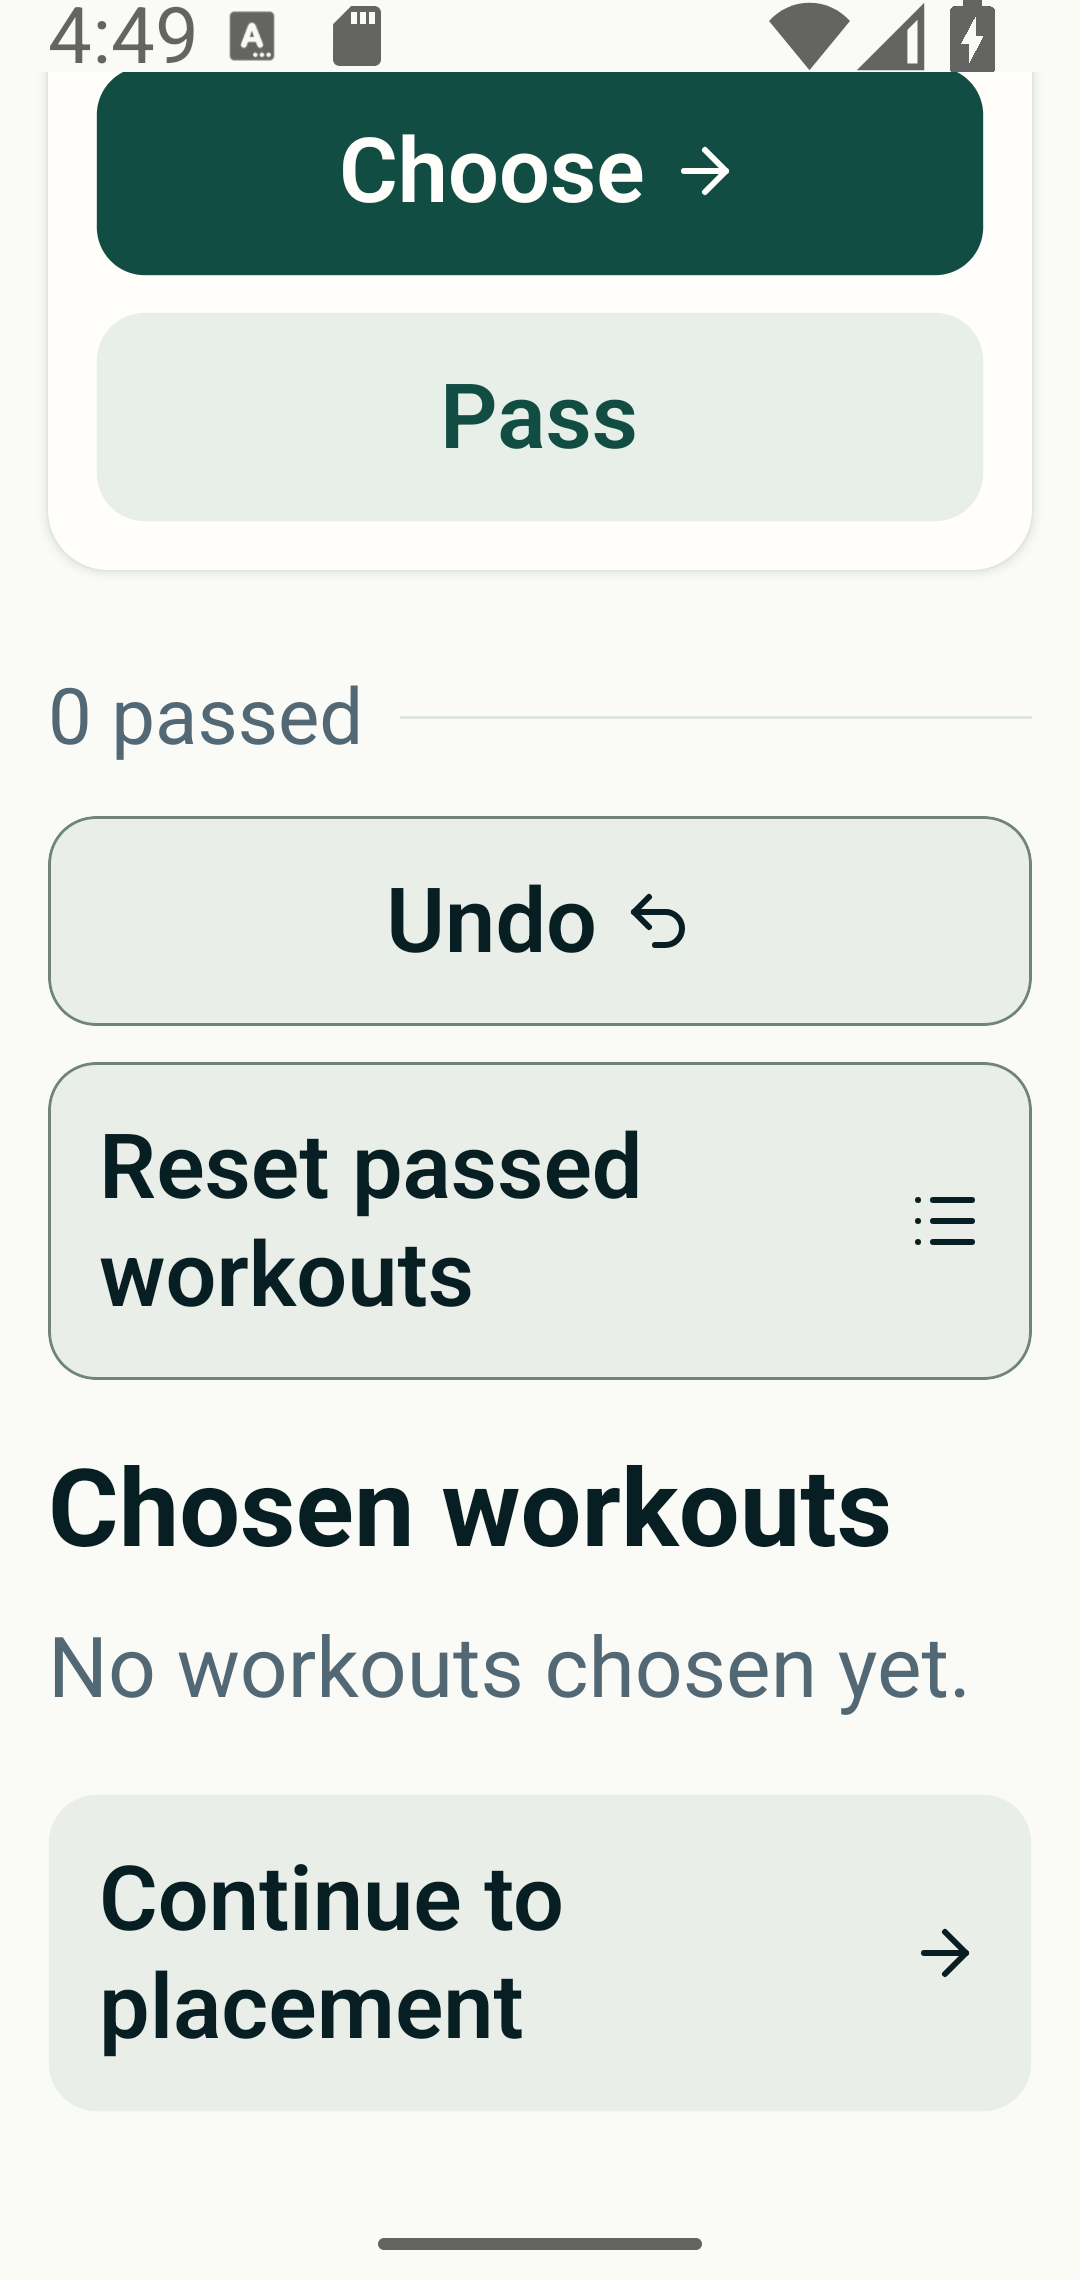 4:49
Choose
Pass
0 passed
Undo
Reset passed
workouts
Chosen workouts
No workouts chosen yet.
Continue to
placement